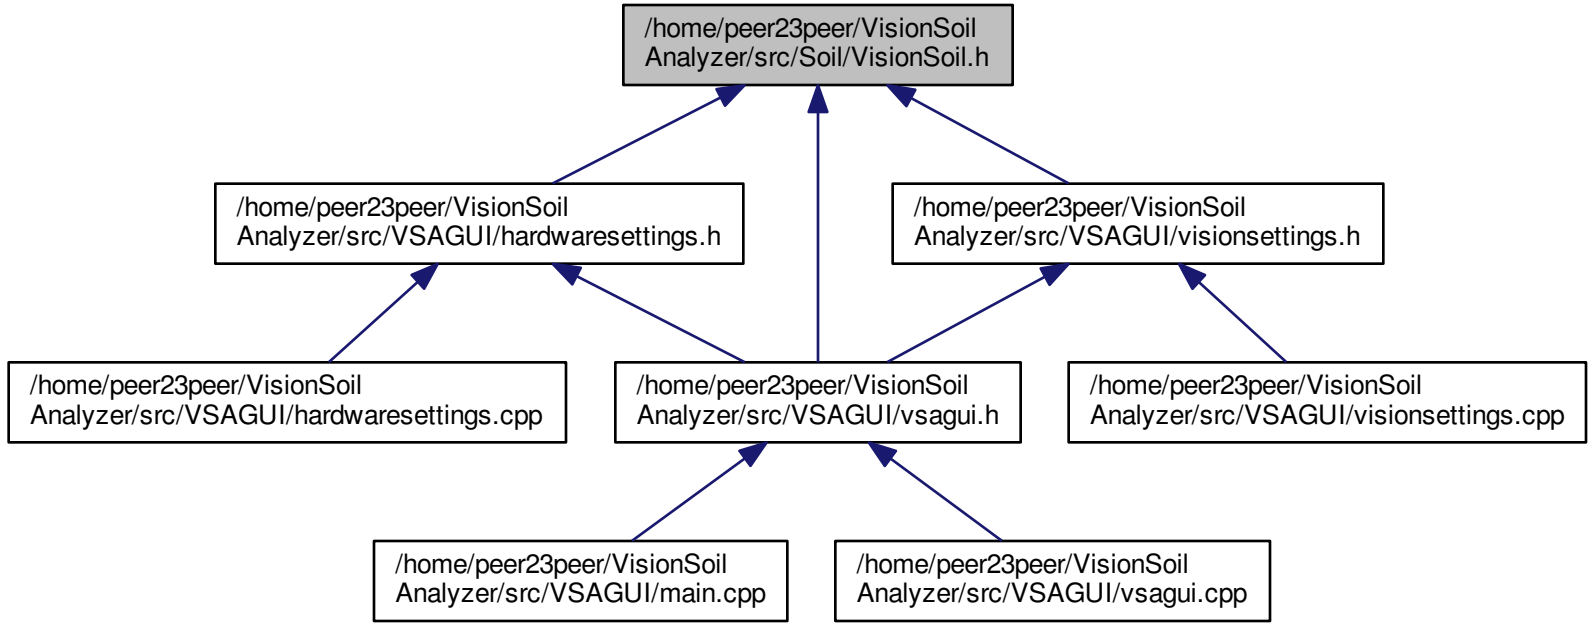 /home/peer23peer/VisionSoil
Analyzer/src/Soil/VisionSoil.h
/home/peer23peer/VisionSoil
Analyzer/src/VSAGUI/hardwaresettings.h
/home/peer23peer/VisionSoil
Analyzer/src/VSAGUI/visionsettings.h
/home/peer23peer/VisionSoil
Analyzer/src/VSAGUI/hardwaresettings.cpp
/home/peer23peer/VisionSoil
Analyzer/src/VSAGUI/vsagui.h
/home/peer23peer/VisionSoil
Analyzer/src/VSAGUI/visionsettings.cpp
/home/peer23peer/VisionSoil
Analyzer/src/VSAGUI/main.cpp
/home/peer23peer/VisionSoil
Analyzer/src/VSAGUI/vsagui.cpp